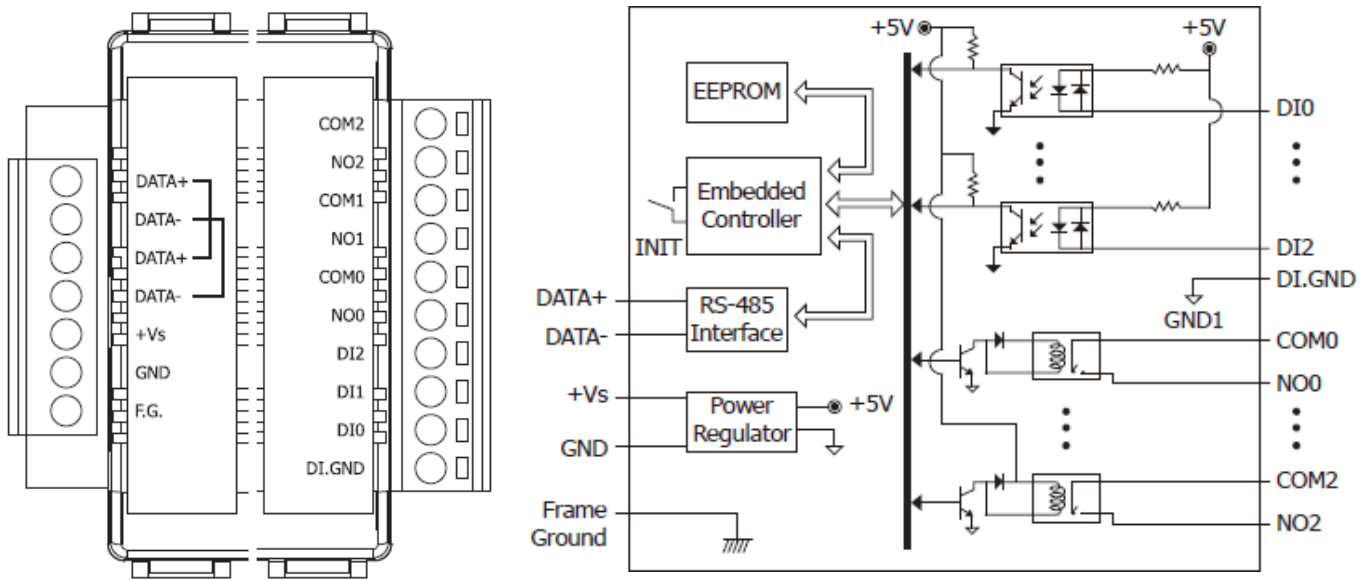 DATA+
DATA-
DATA+
DATA-
+Vs
GND
F.G.
COM2
NO2
COM1
NO1
COM0
NO0
DI2
DI1
DI0
DI.GND
+5V
+5V
EEPROM
Embedded
Controller
INIT
DATA+
DATA-
RS-485
Interface
+Vs
GND
Power
Regulator
+5V
Frame
Ground
DI0
DI2
DI.GND
GND1
COM0
NO0
COM2
NO2